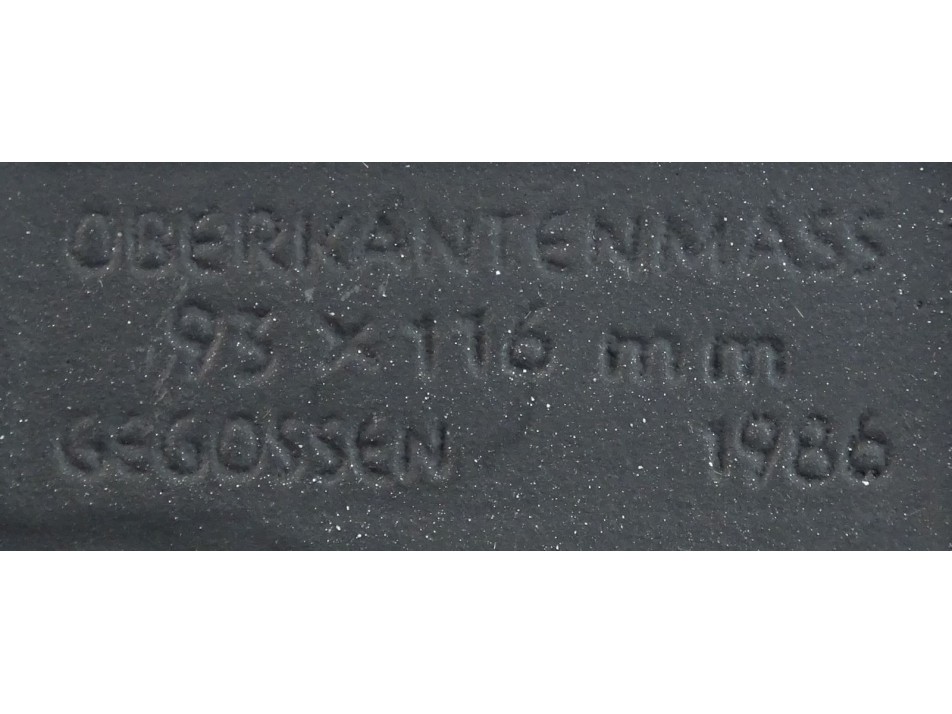 OBERKANTENMASS
93 × 116 mm
GEGOSSEN 1986